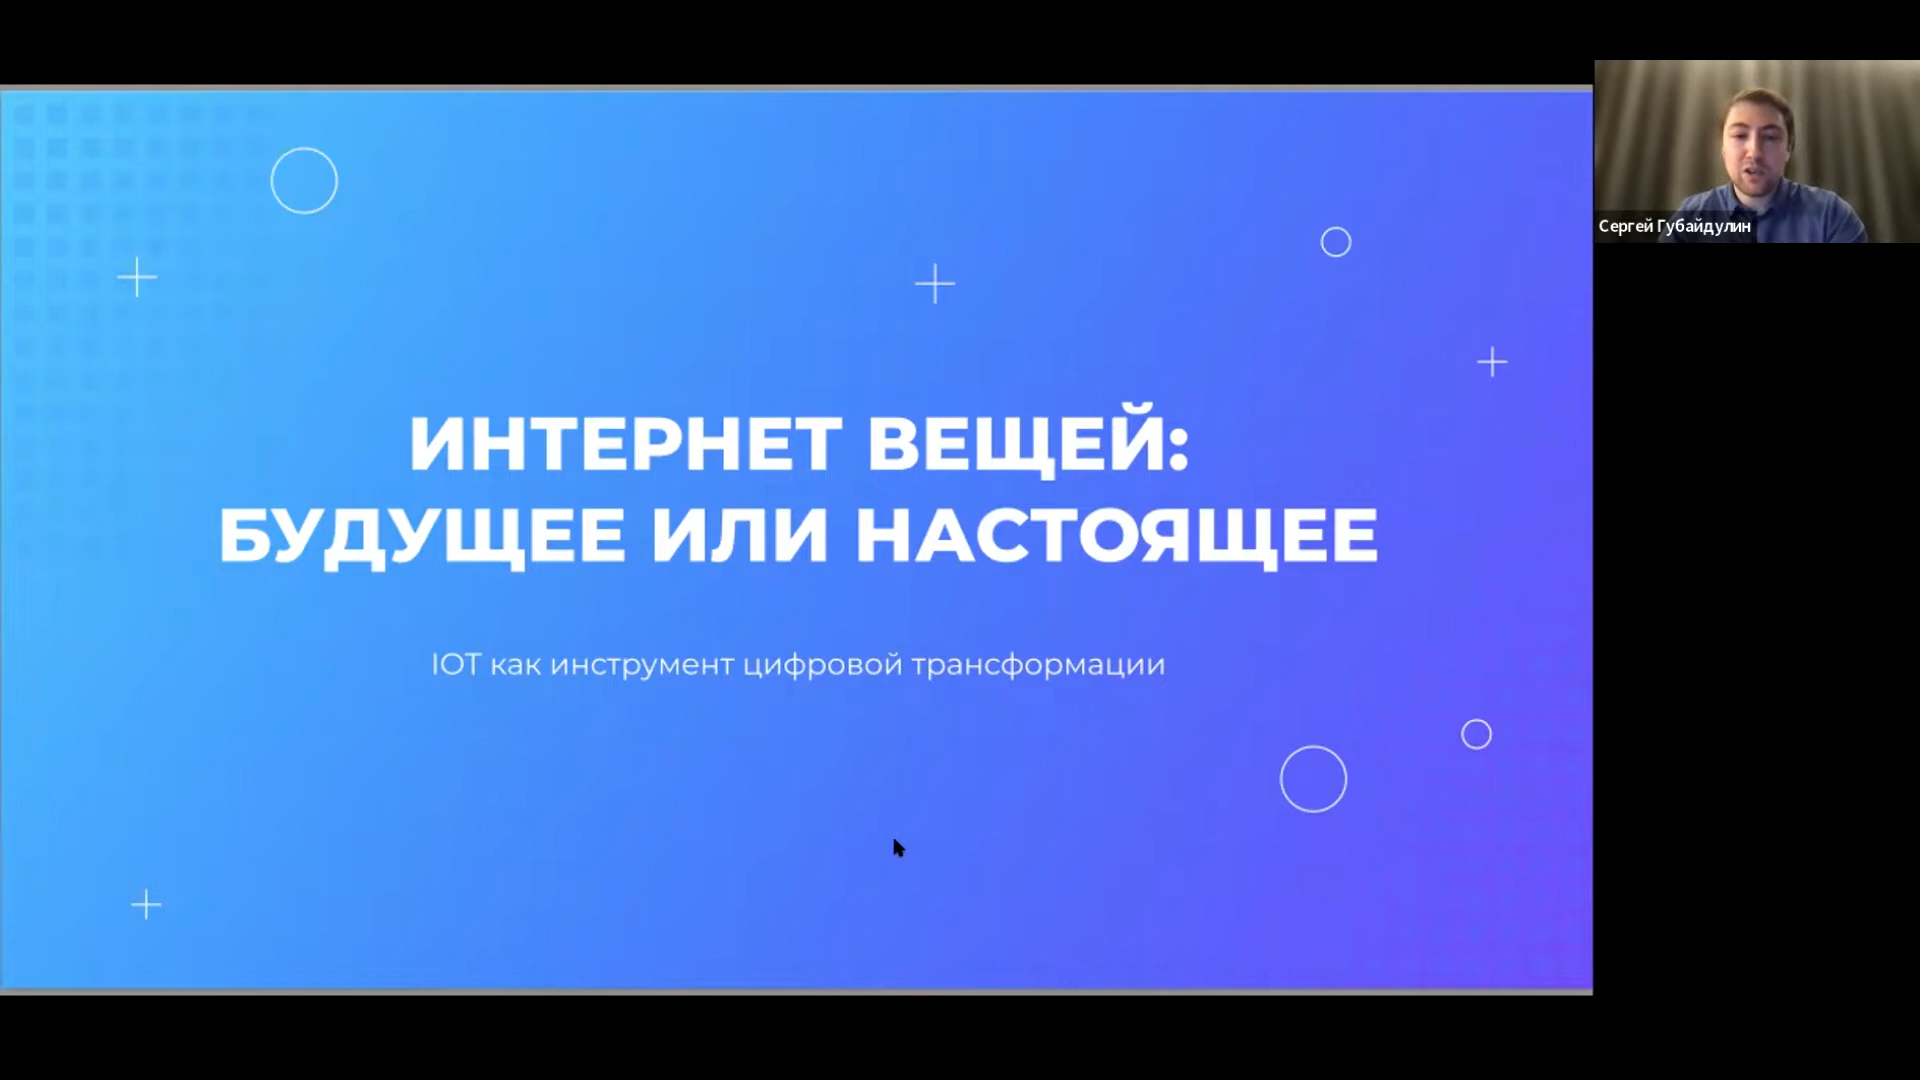 ИНТЕРНЕТ ВЕЩЕЙ:
БУДУЩЕЕ ИЛИ НАСТОЯЩЕЕ
IOT как инструмент цифровой трансформации
Сергей Губайдулин